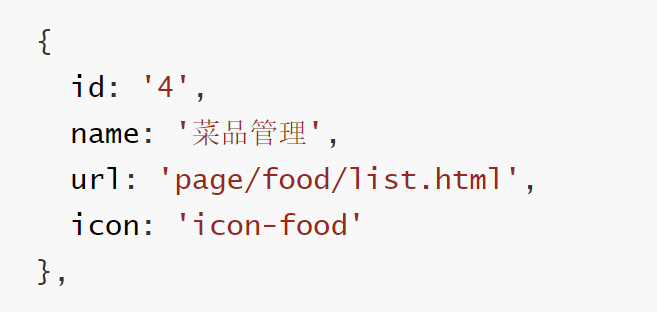 {
  id: '4',
  name: '菜品管理',
  url: 'page/food/list.html',
  icon: 'icon-food'
},